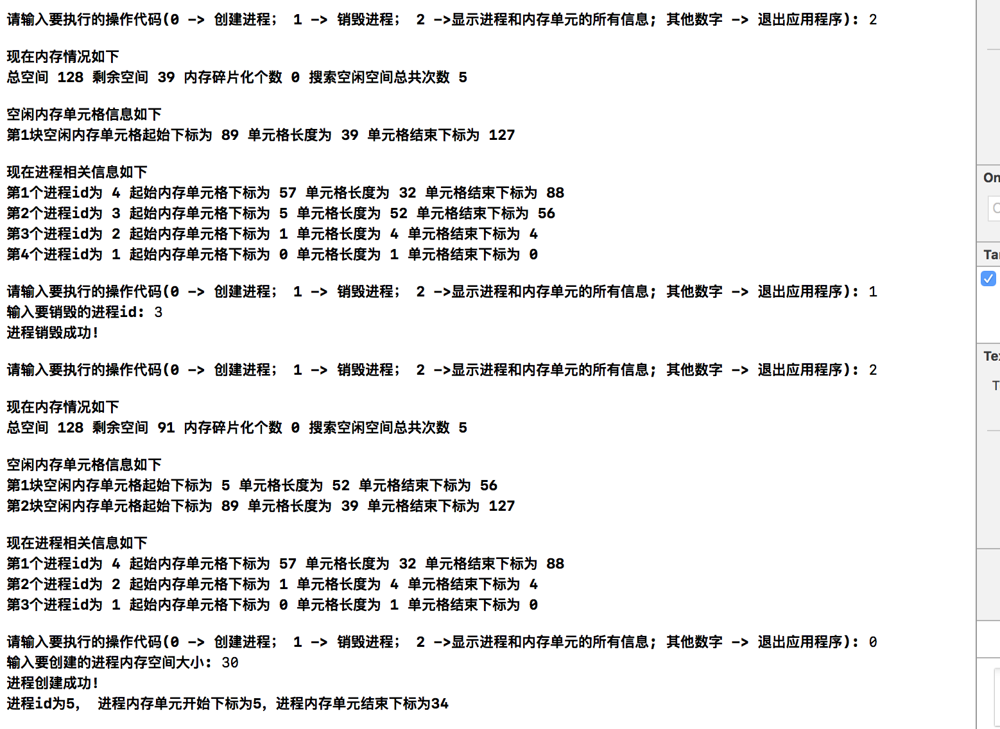 请输入要执行的操作代码(0 -> 创建进程; 1 -> 销毁进程; 2 ->显示进程和内存单元的所有信息; 其他数字 -> 退出应用程序): 2
现在内存情况如下
总空间 128 剩余空间 39 内存碎片化个数 0 搜索空闲空间总共次数 5
空闲内存单元格信息如下
第1块空闲内存单元格起始下标为 89 单元格长度为 39 单元格结束下标为 127
现在进程相关信息如下
第1个进程id为 4 起始内存单元格下标为 57 单元格长度为 32 单元格结束下标为 88
第2个进程id为 3 起始内存单元格下标为 5 单元格长度为 52 单元格结束下标为 56
第3个进程id为 2 起始内存单元格下标为 1 单元格长度为 4 单元格结束下标为 4
第4个进程id为 1 起始内存单元格下标为 0 单元格长度为 1 单元格结束下标为 0
请输入要执行的操作代码(0 -> 创建进程; 1 -> 销毁进程; 2 ->显示进程和内存单元的所有信息; 其他数字 -> 退出应用程序): 1
输入要销毁的进程id: 3
进程销毁成功!
请输入要执行的操作代码(0 -> 创建进程; 1 -> 销毁进程; 2 ->显示进程和内存单元的所有信息; 其他数字 -> 退出应用程序): 2
现在内存情况如下
总空间 128 剩余空间 91 内存碎片化个数 0 搜索空闲空间总共次数 5
空闲内存单元格信息如下
第1块空闲内存单元格起始下标为 5 单元格长度为 52 单元格结束下标为 56
第2块空闲内存单元格起始下标为 89 单元格长度为 39 单元格结束下标为 127
现在进程相关信息如下
第1个进程id为 4 起始内存单元格下标为 57 单元格长度为 32 单元格结束下标为 88
第2个进程id为 2 起始内存单元格下标为 1 单元格长度为 4 单元格结束下标为 4
第3个进程id为 1 起始内存单元格下标为 0 单元格长度为 1 单元格结束下标为 0
请输入要执行的操作代码(0 -> 创建进程; 1 -> 销毁进程; 2 ->显示进程和内存单元的所有信息; 其他数字 -> 退出应用程序): 0
输入要创建的进程内存空间大小: 30
进程创建成功!
进程id为5, 进程内存单元开始下标为5,进程内存单元结束下标为34
On